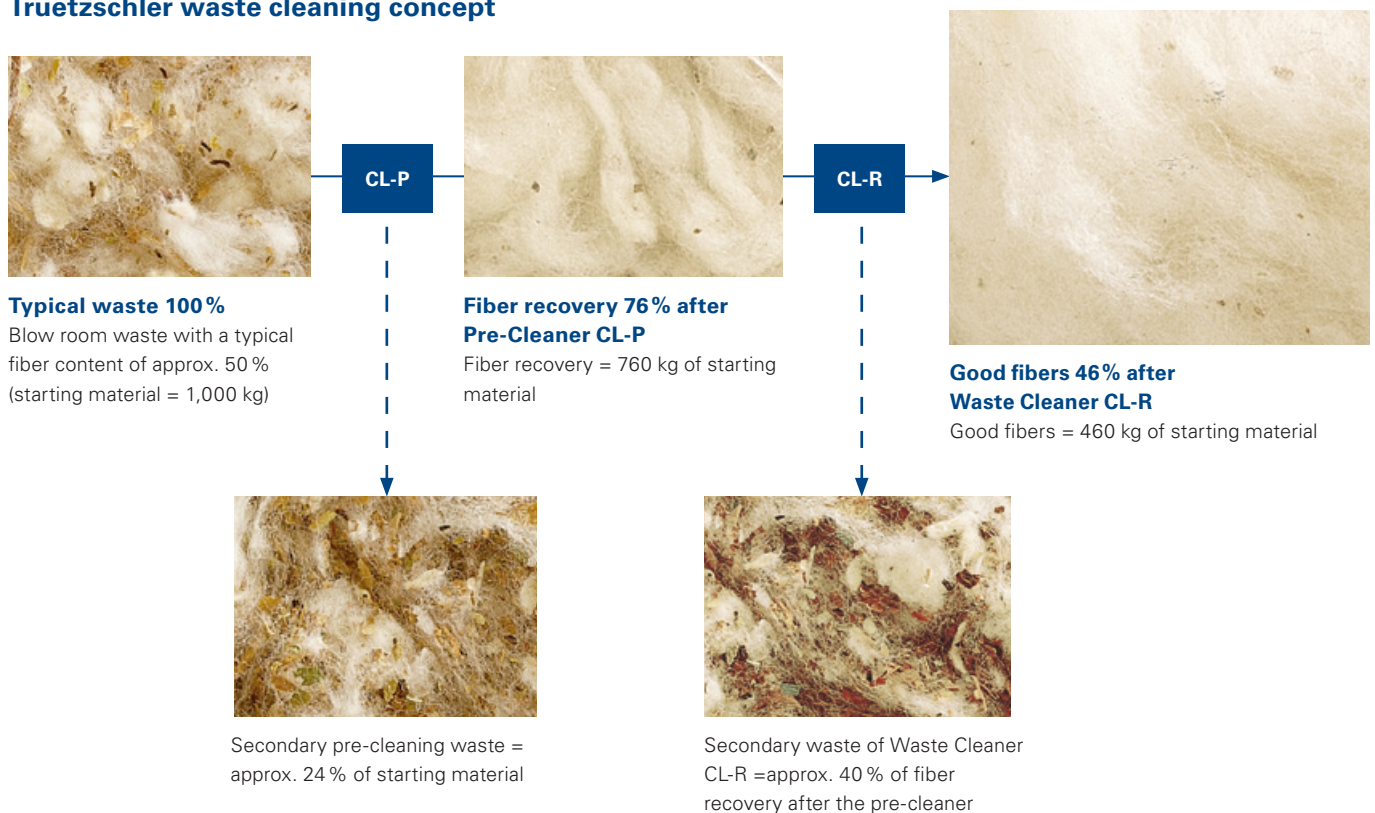 Truetzschler waste cleaning concept
CL-P
CL-R
Typical waste 100 %
Blow room waste with a typical
fiber content of approx. 50 %
(starting material = 1,000 kg)
Fiber recovery 76 % after
Pre-Cleaner CL-P
Fiber recovery = 760 kg of starting
material
Good fibers 46 % after
Waste Cleaner CL-R
Good fibers = 460 kg of starting material
Secondary pre-cleaning waste =
approx. 24 % of starting material
Secondary waste of Waste Cleaner
CL-R =approx. 40 % of fiber
recovery after the pre-cleaner